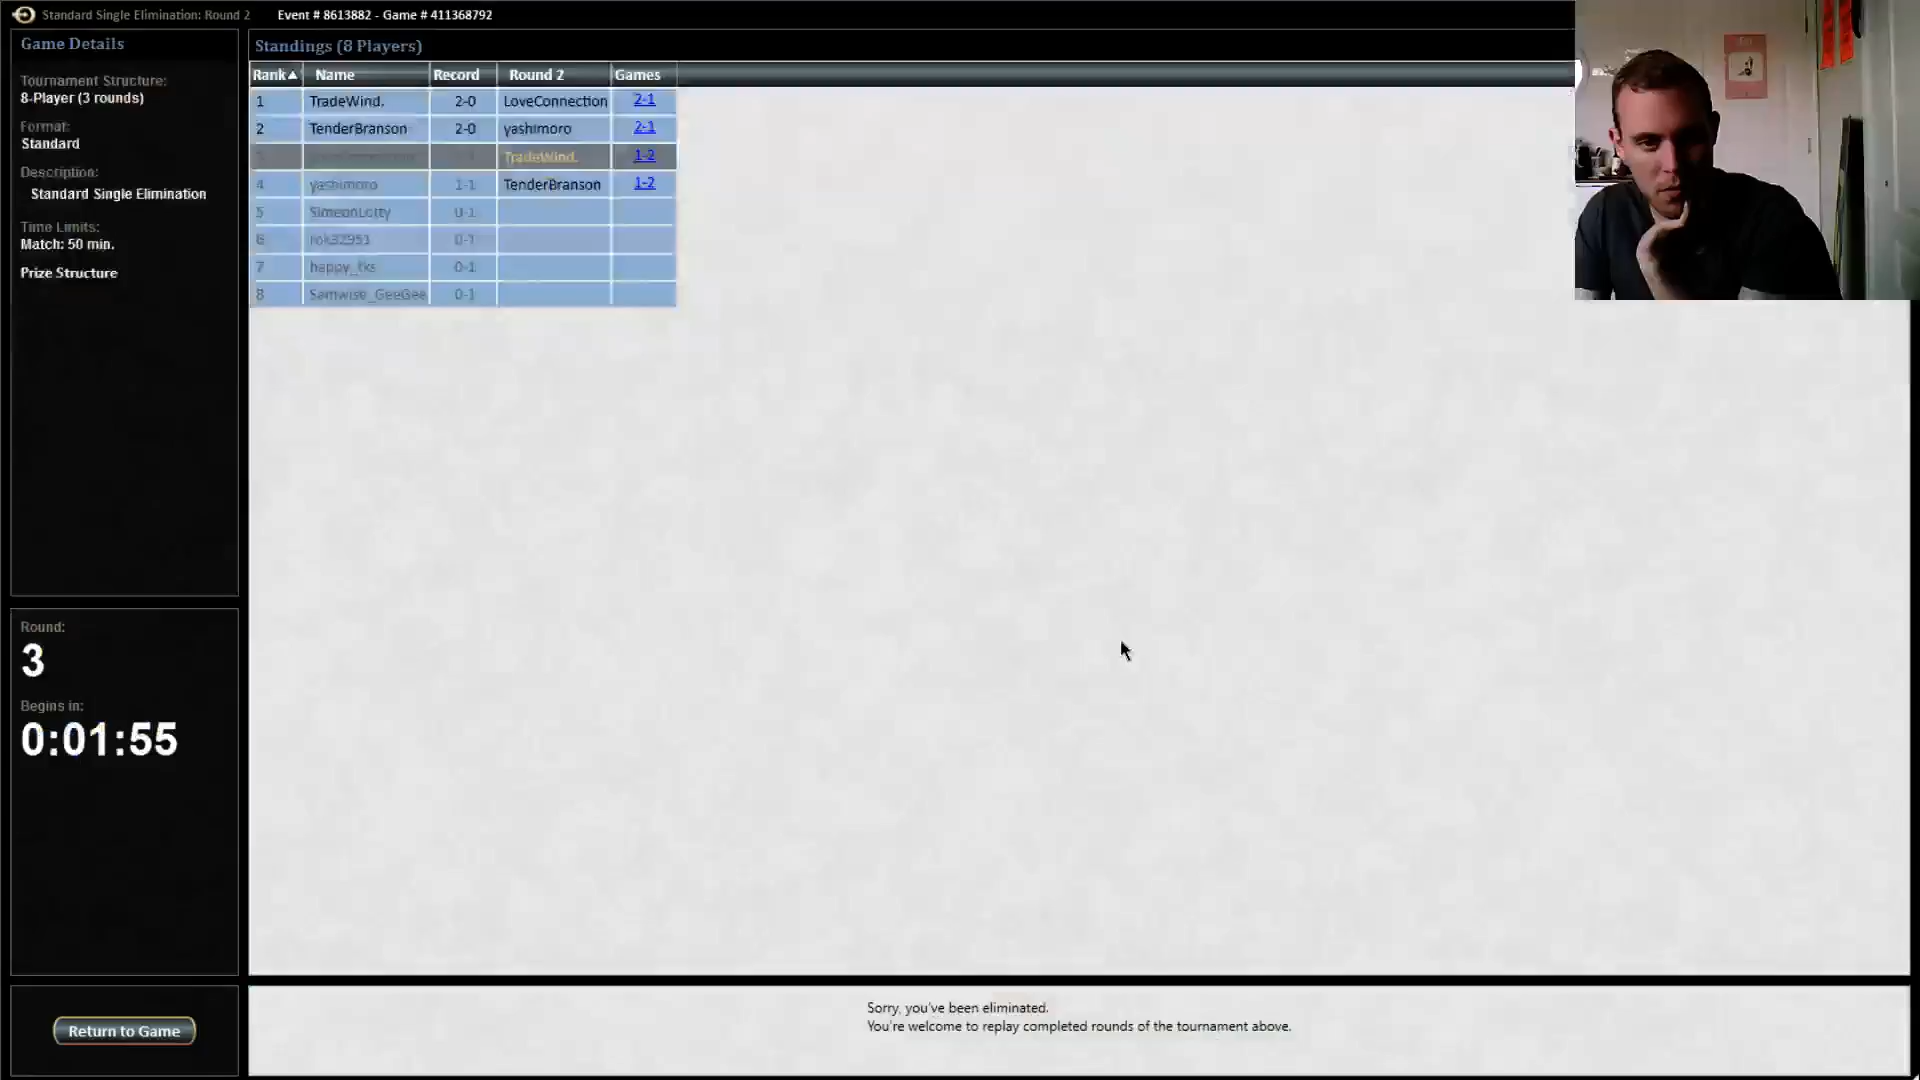 Standard Single Elimination: Round 2 Event # 8613882 - Game # 411368792
Game Details
Tournament Structure:
8-Player (3 rounds)
Format:
Standard
Description:
Standard Single Elimination
Time Limits:
Match: 50 min.
Prize Structure
Standings (8 Players)
Rank Name Record Round 2 Games
1 TradeWind. 2-0 LoveConnection 2-1
2 TenderBranson 2-0 yashimoro 2-1
TradeWind. 1-2
4 yashimoro 1-1 TenderBranson 1-2
5 SimeonLotty 0-1
6 0-1
7 happy_tks 0-1
8 Samwise_GeeGee 0-1
Round:
3
Begins in:
0:01:55
Return to Game
Sorry, you've been eliminated.
You're welcome to replay completed rounds of the tournament above.